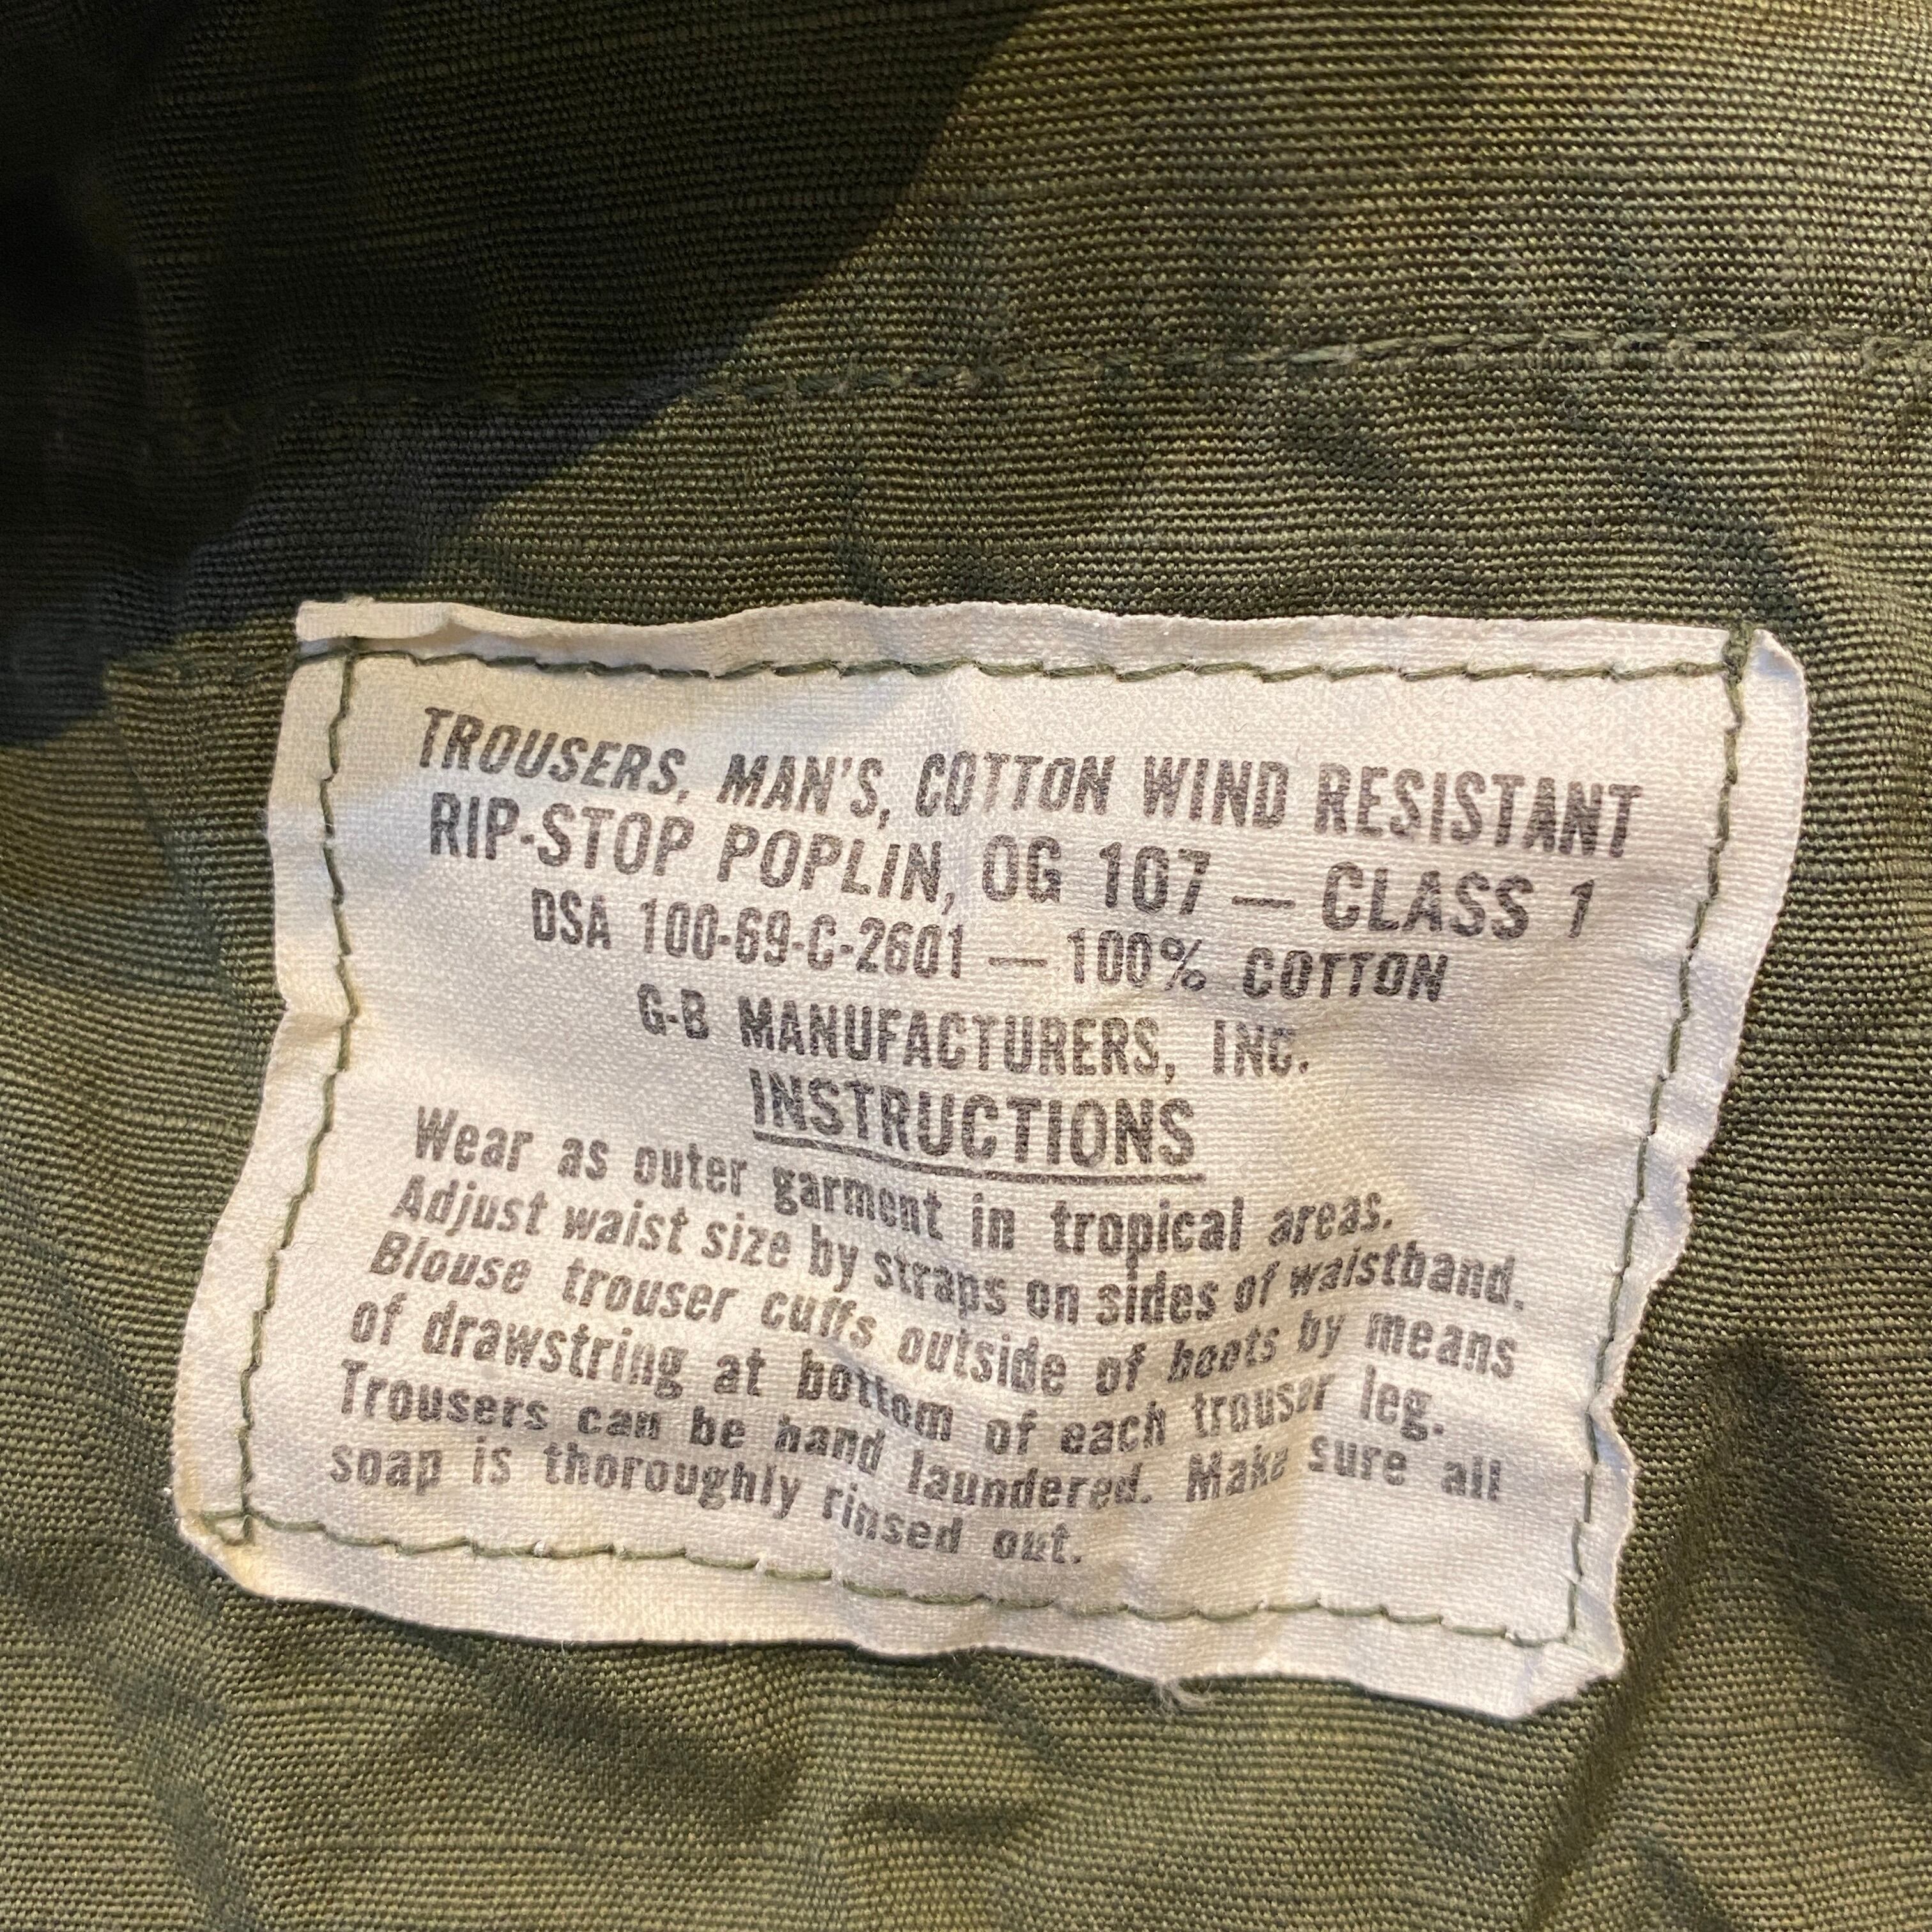 TROUSERS, MAN'S, COTTON WIND RESISTANT
RIP-STOP POPLIN, OG 107 — CLASS 1
DSA 100-69-C-2601 — 100% COTTON
G-B MANUFACTURERS, INC.
INSTRUCTIONS
Wear as outer garment in tropical areas.
Adjust waist size by straps on sides of waistband.
Blouse trouser cuffs outside of boots by means
of drawstring at bottom of each trouser leg.
Trousers can be hand laundered. Make sure all
soap is thoroughly rinsed out.